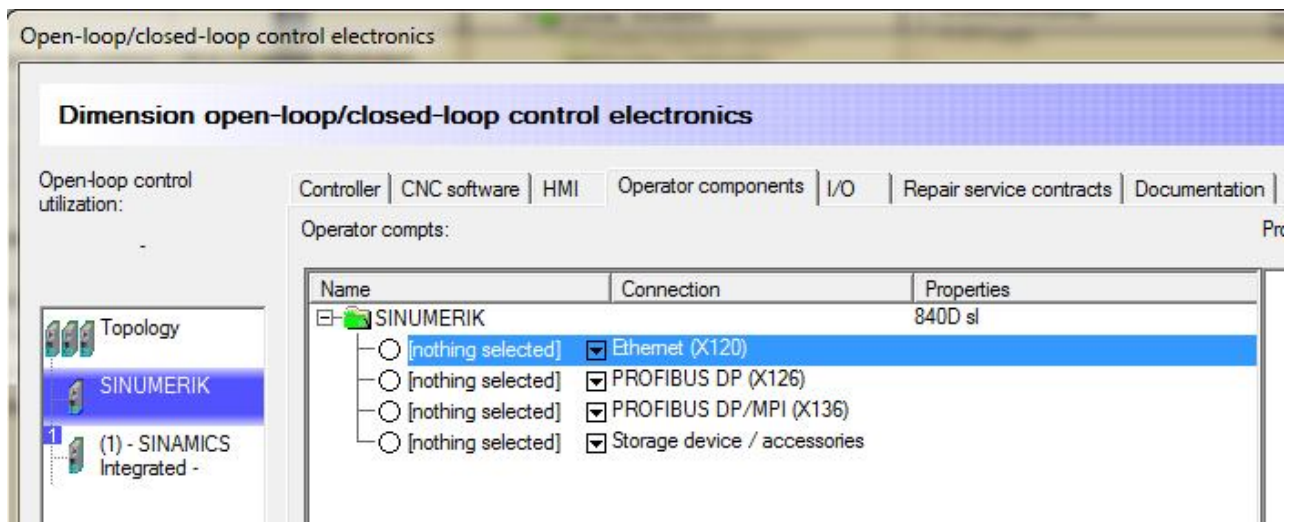 Open-loop/closed-loop control electronics
Dimension open-loop/closed-loop control electronics
Open-loop control
utilization:
-
Topology
SINUMERIK
1
(1) - SINAMICS
Integrated -
Controller CNC software HMI Operator components I/O Repair service contracts Documentation
Operator compts:
Name Connection Properties
SINUMERIK 840D sl
[nothing selected] Ethernet (X120)
[nothing selected] PROFIBUS DP (X126)
[nothing selected] PROFIBUS DP/MPI (X136)
[nothing selected] Storage device / accessories